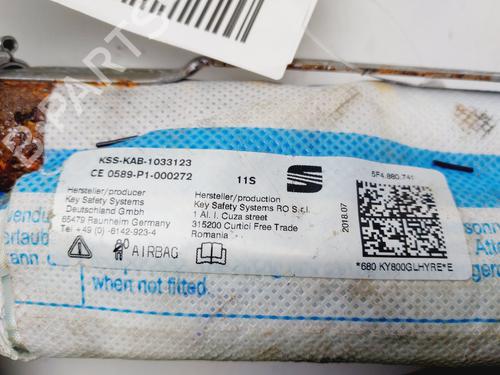 B-PARTS
KSS-KAB-1033123
CE 0589-P1-000272
11S
2018.07
5F4.880.741
Hersteller/producer
Key Safety Systems
Deutschland GmbH
65479 Raunheim Germany
Tel +49 (0) -6142-923-4
Hersteller/production
Key Safety Systems RO S.r.l.
1 Al. I. Cuza street
315200 Curtici Free Trade
Romania
AIRBAG
*680 KY800GLHYRE*E
when not fitted.